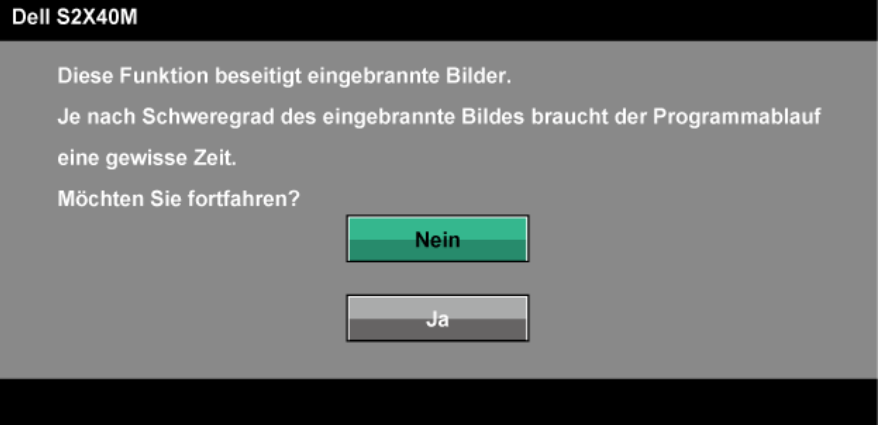 Dell S2X40M
Diese Funktion beseitigt eingebrannte Bilder.
Je nach Schweregrad des eingebrannte Bildes braucht der Programmablauf
eine gewisse Zeit.
Möchten Sie fortfahren?
Nein
Ja